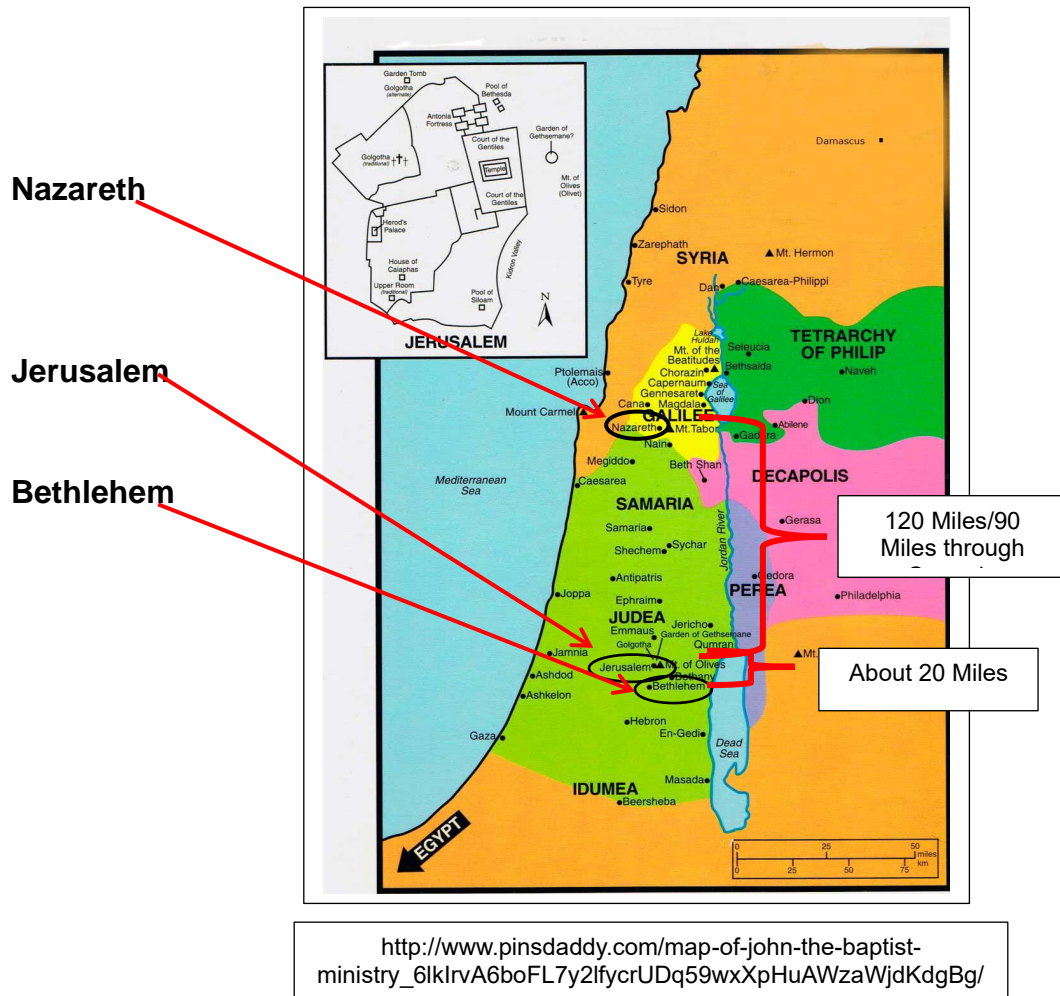 Nazareth
Jerusalem
Bethlehem
Garden Tomb
Golgotha
(alternate)
Pool of
Bethesda
Antonia
Fortress
Court of the
Gentiles
Garden of
Gethsemane?
Golgotha
(traditional)
Temple
Mt. of
Olives
(Olivet)
Court of the
Gentiles
Herod's
Palace
Kidron Valley
House of
Caiaphas
Upper Room
(traditional)
Pool of
Siloam
N
JERUSALEM
Damascus
Sidon
Zarephath
SYRIA
Mt. Hermon
Tyre
Dan
Caesarea-Philippi
TETRARCHY
OF PHILIP
Lake
Huldah
Seleucia
Mt. of the
Beatitudes
Naveh
Ptolemais
(Acco)
Chorazin
Bethsaida
Capernaum
Gennesaret
Sea
of
Galilee
Cana
Magdala
Dion
Mount Carmel
GALILEE
Abilene
Nazareth
Mt. Tabor
Gadara
Nain
Megiddo
Beth Shan
DECAPOLIS
Mediterranean
Sea
Caesarea
SAMARIA
Gerasa
Samaria
Sychar
Shechem
Jordan River
120 Miles/90
Miles through
Antipatris
Gedora
PEREA
Joppa
Ephraim
Philadelphia
JUDEA
Jericho
Emmaus
Garden of Gethsemane
Golgotha
Qumran
Jamnia
Mt.
Jerusalem
Mt. of Olives
Bethany
About 20 Miles
Ashdod
Bethlehem
Ashkelon
Hebron
Gaza
En-Gedi
Dead
Sea
Masada
IDUMEA
Beersheba
EGYPT
0 25 50
miles
km
0 25 50 75
http://www.pinsdaddy.com/map-of-john-the-baptist-
ministry_6lkIrvA6boFL7y2lfycrUDq59wxXpHuAWzaWjdKdgBg/